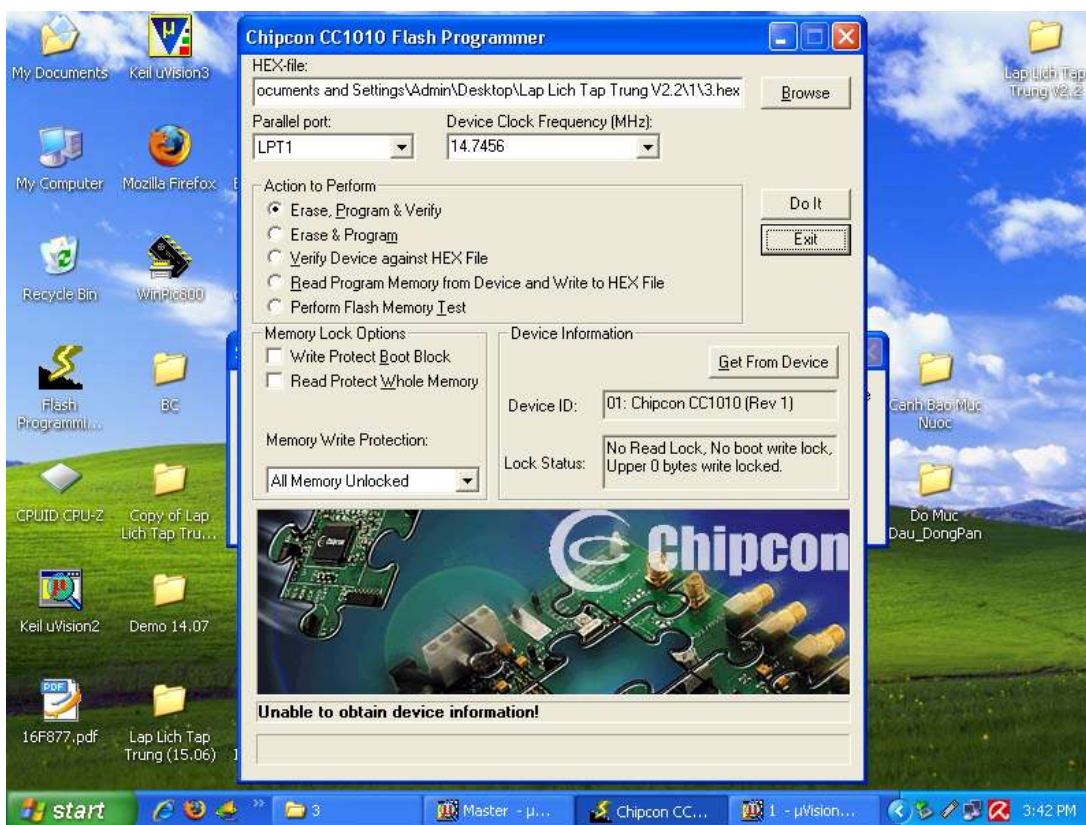 Chipcon CC1010 Flash Programmer
HEX-file:
ocuments and Settings\Admin\Desktop\Lap Lich Tap Trung V2.2\1\3.hex
Browse
Parallel port:
Device Clock Frequency (MHz):
LPT1
14.7456
Action to Perform
Erase, Program & Verify
Erase & Program
Verify Device against HEX File
Read Program Memory from Device and Write to HEX File
Perform Flash Memory Test
Do It
Exit
Memory Lock Options
Write Protect Boot Block
Read Protect Whole Memory
Memory Write Protection:
All Memory Unlocked
Device Information
Get From Device
Device ID:
01: Chipcon CC1010 (Rev 1)
Lock Status:
No Read Lock, No boot write lock,
Upper 0 bytes write locked.
Chipcon
Chipcon
Unable to obtain device information!
My Documents
Keil uVision3
My Computer
Mozilla Firefox
Recycle Bin
WinPic800
Flash
Programmi...
BC
CPUID CPU-Z
Copy of Lap
Lich Tap Tru...
Keil uVision2
Demo 14.07
PDF
16F877.pdf
Lap Lich Tap
Trung (15.06)
Lap Lich Tap
Trung V2.2
Canh Bao Muc
Nuoc
Do Muc
Dau_DongPan
start
3
Master - µ...
Chipcon CC...
1 - µVision...
3:42 PM